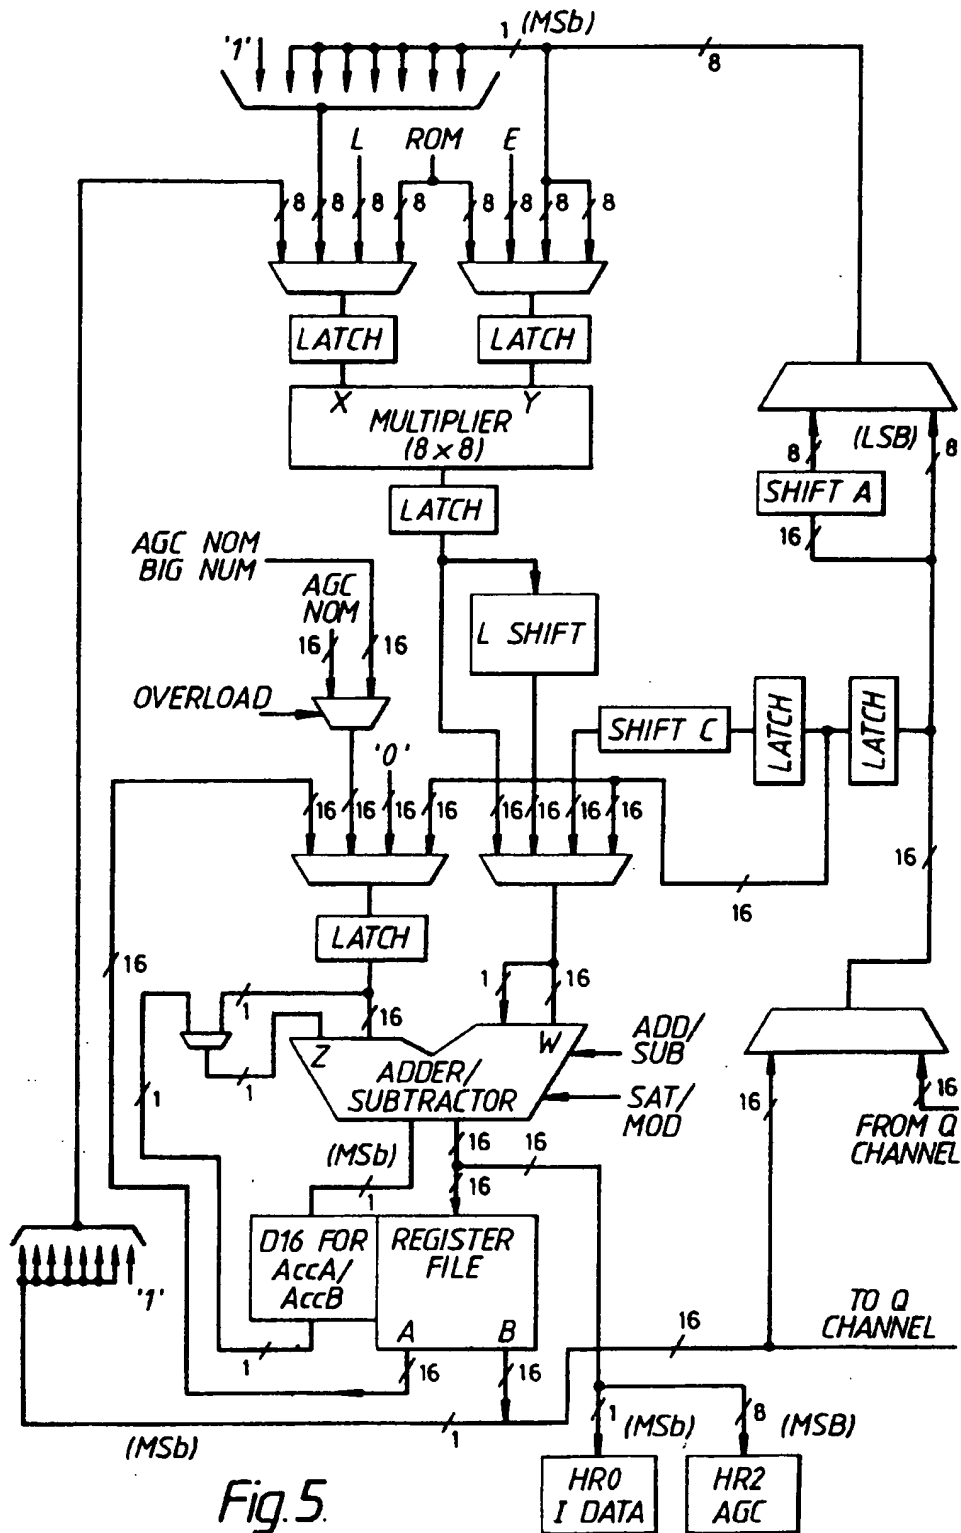 (MSb)
'1'
1
8
L ROM E
8 8 8 8 8 8 8 8
LATCH LATCH
X Y
MULTIPLIER
(8 x 8)
8 (LSB) 8
SHIFT A
LATCH
16
AGC NOM
BIG NUM
AGC
NOM
L SHIFT
16 16
OVERLOAD
SHIFT C LATCH LATCH
'0'
16 16 16 16 16 16 16 16
16
16
LATCH
16
1 1 16
16
Z W
ADD/
SUB
ADDER/
SUBTRACTOR
1 1
SAT/
MOD
16 16
FROM Q
CHANNEL
(MSb)
16 16
1 16
D16 FOR
AccA/
AccB
REGISTER
FILE
'1'
TO Q
CHANNEL
A B
16
1 16 16
(MSb) 1
1 (MSb) 8 (MSB)
HR0
I DATA
HR2
AGC
Fig.5.